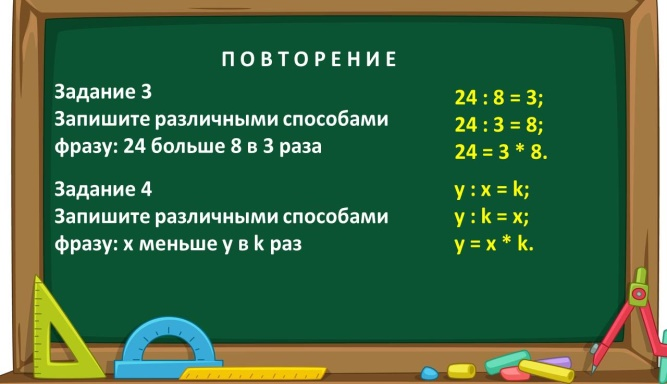 ПОВТОРЕНИЕ
Задание 3
Запишите различными способами
фразу: 24 больше 8 в 3 раза
24 : 8 = 3;
24 : 3 = 8;
24 = 3 * 8.
Задание 4
Запишите различными способами
фразу: x меньше y в k раз
y : x = k;
y : k = x;
y = x * k.